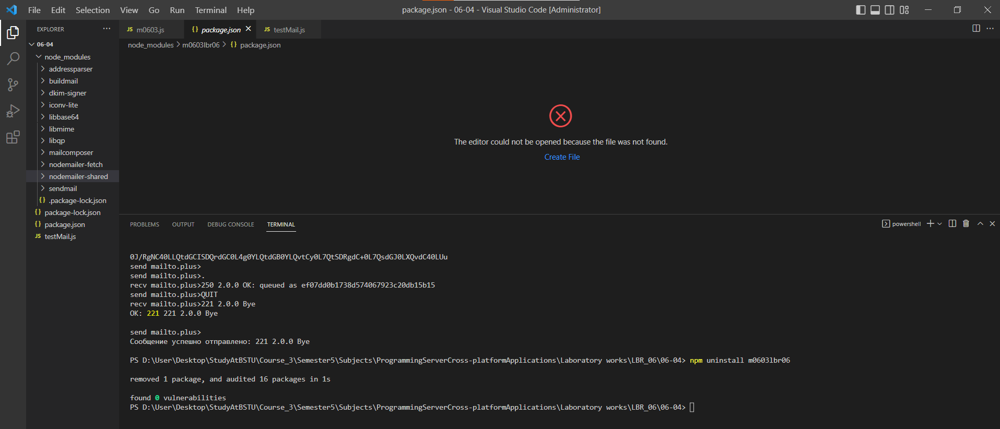 File Edit Selection View Go Run Terminal Help
package.json - 06-04 - Visual Studio Code [Administrator]
EXPLORER
JS m0603.js
{} package.json
JS testMail.js
node_modules > m0603lbr06 > {} package.json
06-04
node_modules
addressparser
buildmail
dkim-signer
iconv-lite
libbase64
libmime
libqp
mailcomposer
nodemailer-fetch
nodemailer-shared
sendmail
{} .package-lock.json
{} package-lock.json
{} package.json
JS testMail.js
The editor could not be opened because the file was not found.
Create File
PROBLEMS OUTPUT DEBUG CONSOLE TERMINAL
powershell
0J/RgNC40LLQtdGCISDQrdGC0L4g0YLQtdGB0YLQvtCy0L7QtSDRgdC+0L7QsdGJ0LXQvdC40LUu
send mailto.plus>
send mailto.plus>.
recv mailto.plus>250 2.0.0 OK: queued as ef07dd0b1738d574067923c20db15b15
send mailto.plus>QUIT
recv mailto.plus>221 2.0.0 Bye
OK: 221 221 2.0.0 Bye
send mailto.plus>
Сообщение успешно отправлено: 221 2.0.0 Bye
PS D:\User\Desktop\StudyAtBSTU\Course_3\Semester5\Subjects\ProgrammingServerCross-platformApplications\Laboratory works\LBR_06\06-04> npm uninstall m0603lbr06
removed 1 package, and audited 16 packages in 1s
found 0 vulnerabilities
PS D:\User\Desktop\StudyAtBSTU\Course_3\Semester5\Subjects\ProgrammingServerCross-platformApplications\Laboratory works\LBR_06\06-04>